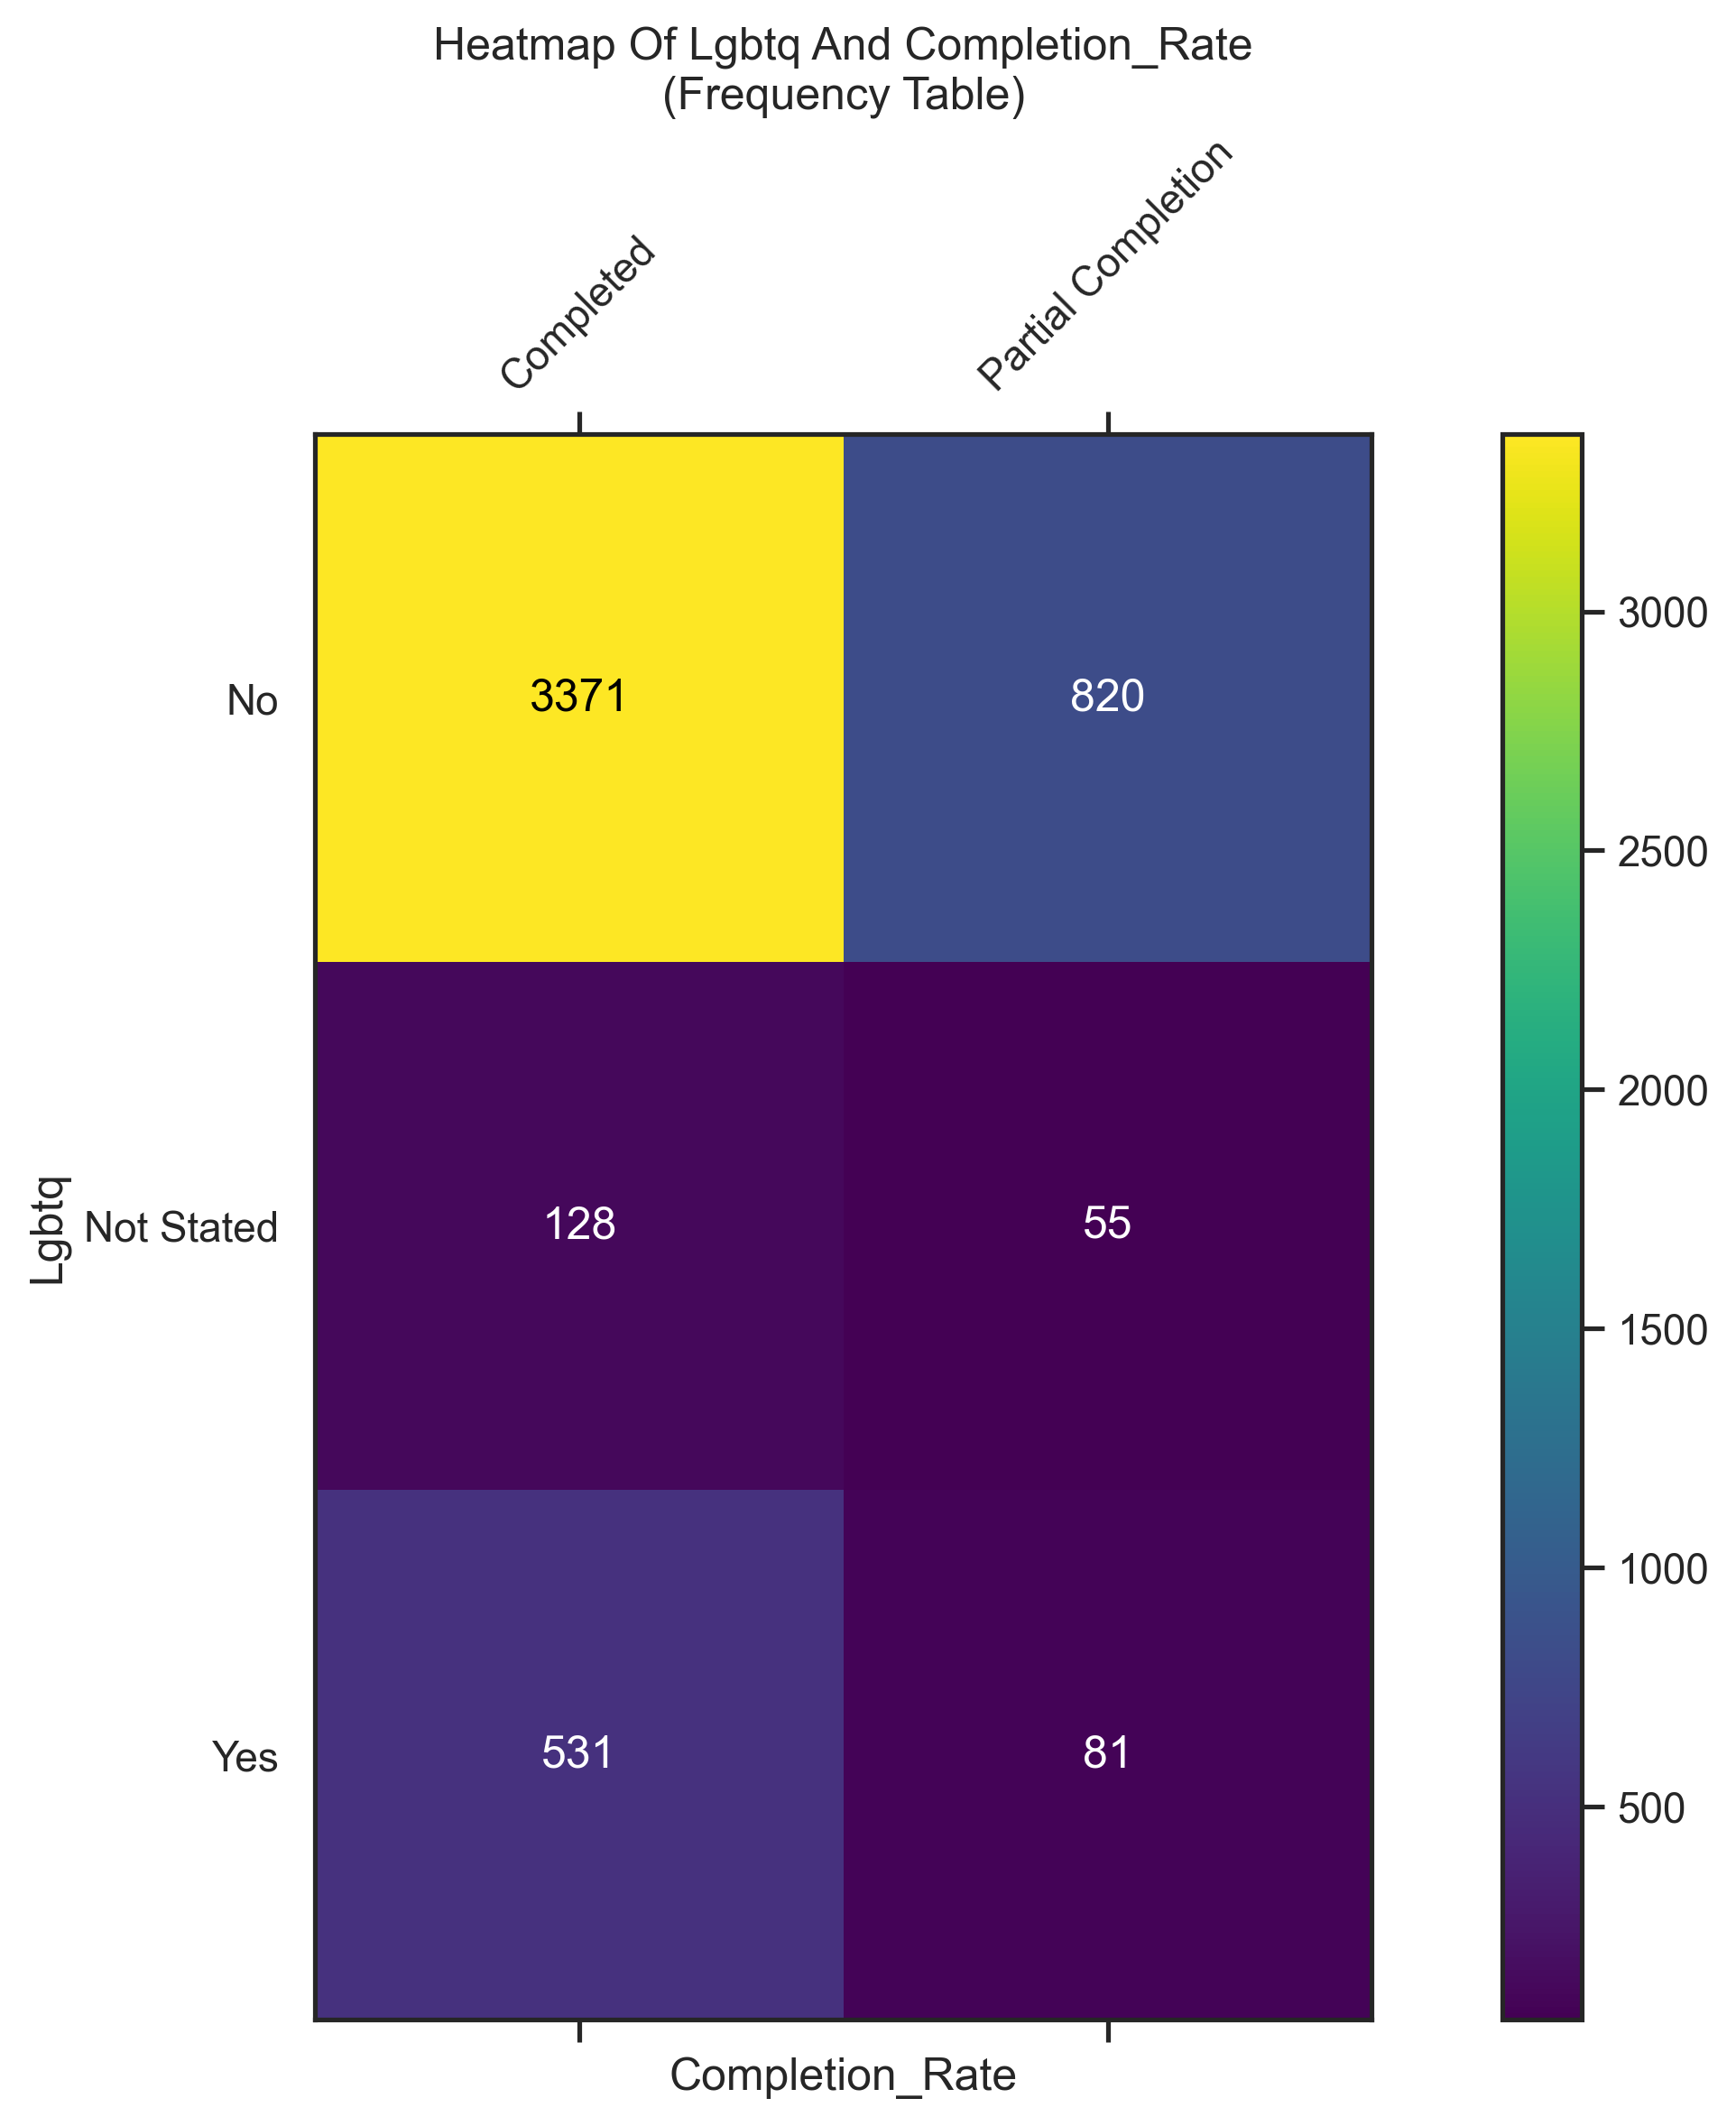 Heatmap Of Lgbtq And Completion_Rate
(Frequency Table)
Completed
Partial Completion
No
3371
820
Not Stated
128
55
Yes
531
81
Lgbtq
Completion_Rate
3000
2500
2000
1500
1000
500